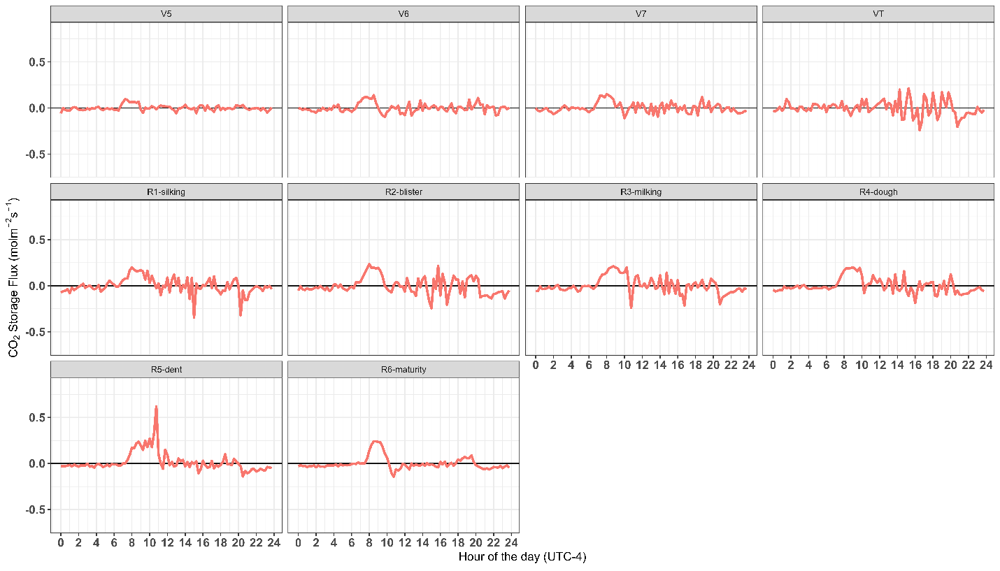 V5 V6 V7 VT
0.5
0.0
-0.5
R1-silking R2-blister R3-milking R4-dough
0.5
0.0
-0.5
0 2 4 6 8 10 12 14 16 18 20 22 24 0 2 4 6 8 10 12 14 16 18 20 22 24
R5-dent R6-maturity
0.5
0.0
-0.5
0 2 4 6 8 10 12 14 16 18 20 22 24 0 2 4 6 8 10 12 14 16 18 20 22 24
Hour of the day (UTC-4)
CO₂ Storage Flux (molm⁻²s⁻¹)